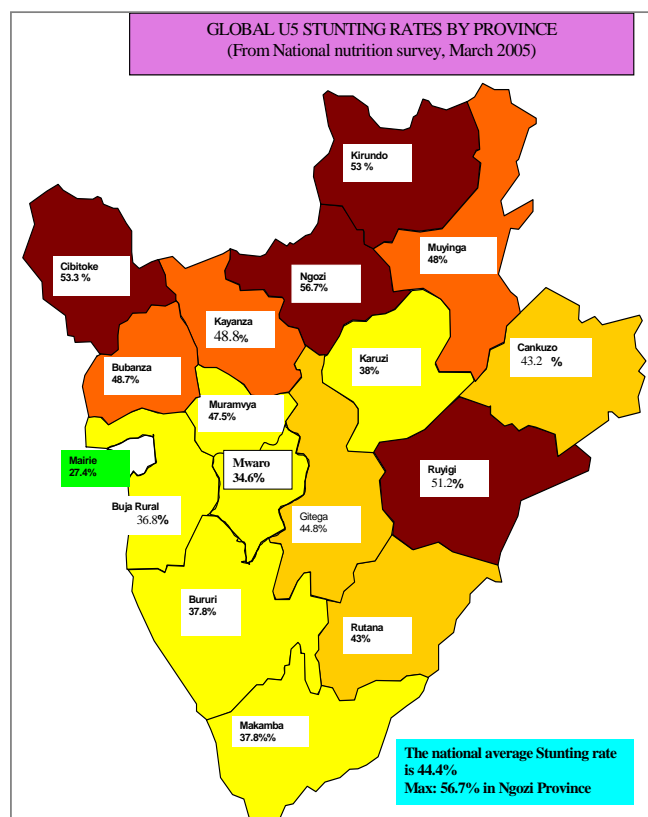 GLOBAL U5 STUNTING RATES BY PROVINCE
(From National nutrition survey, March 2005)
Kirundo
53 %
Muyinga
48%
Cibitoke
53.3 %
Ngozi
56.7%
Kayanza
48.8%
Cankuzo
43.2 %
Karuzi
38%
Bubanza
48.7%
Muramvya
47.5%
Mairie
27.4%
Mwaro
34.6%
Ruyigi
51.2%
Buja Rural
36.8%
Gitega
44.8%
Bururi
37.8%
Rutana
43%
Makamba
37.8%%
The national average Stunting rate
is 44.4%
Max: 56.7% in Ngozi Province